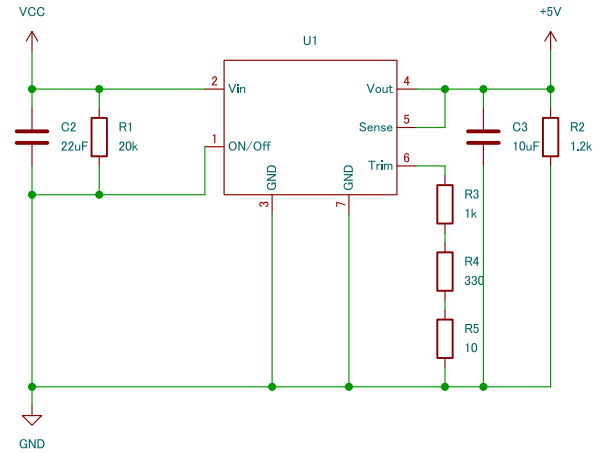 VCC
+5V
U1
2
Vin
Vout
4
C2
22uF
R1
20k
1
ON/Off
Sense
5
C3
10uF
R2
1.2k
Trim
6
GND
3
GND
7
R3
1k
R4
330
R5
10
GND